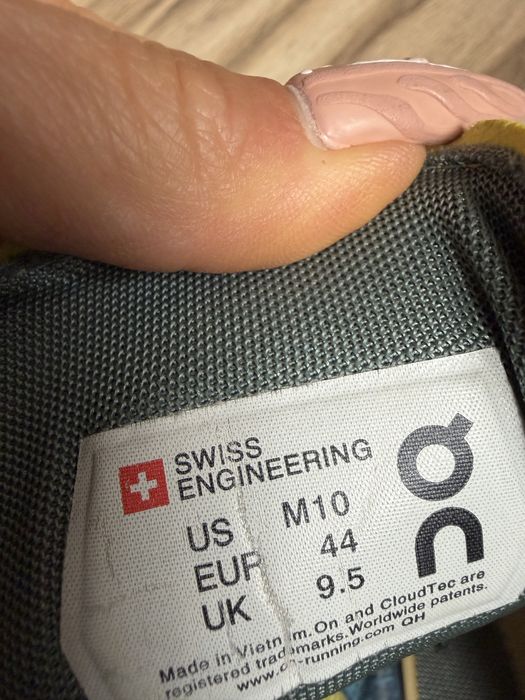 SWISS
ENGINEERING
US M10
EUR 44
UK 9.5
On
Made in Vietnam. On and CloudTec are
registered trademarks. Worldwide patents.
www.on-running.com QH